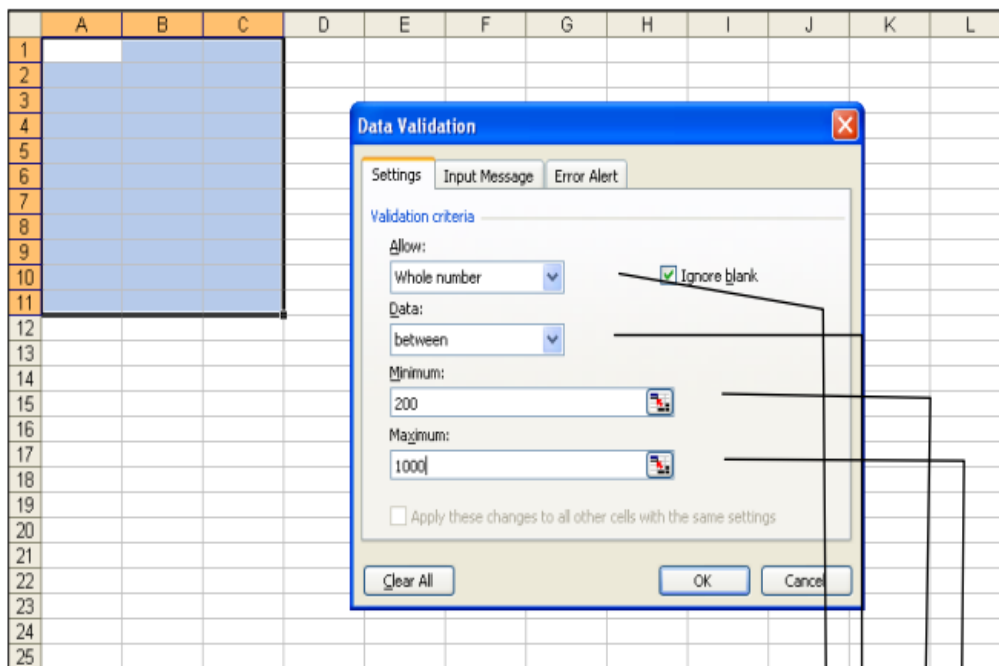 A B C D E F G H I J K L
1
2
3
4
Data Validation
5
6
Settings Input Message Error Alert
7
8
Validation criteria
9
Allow:
10
Whole number Ignore blank
11
Data:
12
13
between
14
Minimum:
15
200
16
Maximum:
17
18
1000
19
20
Apply these changes to all other cells with the same settings
21
22
Clear All OK Cancel
23
24
25